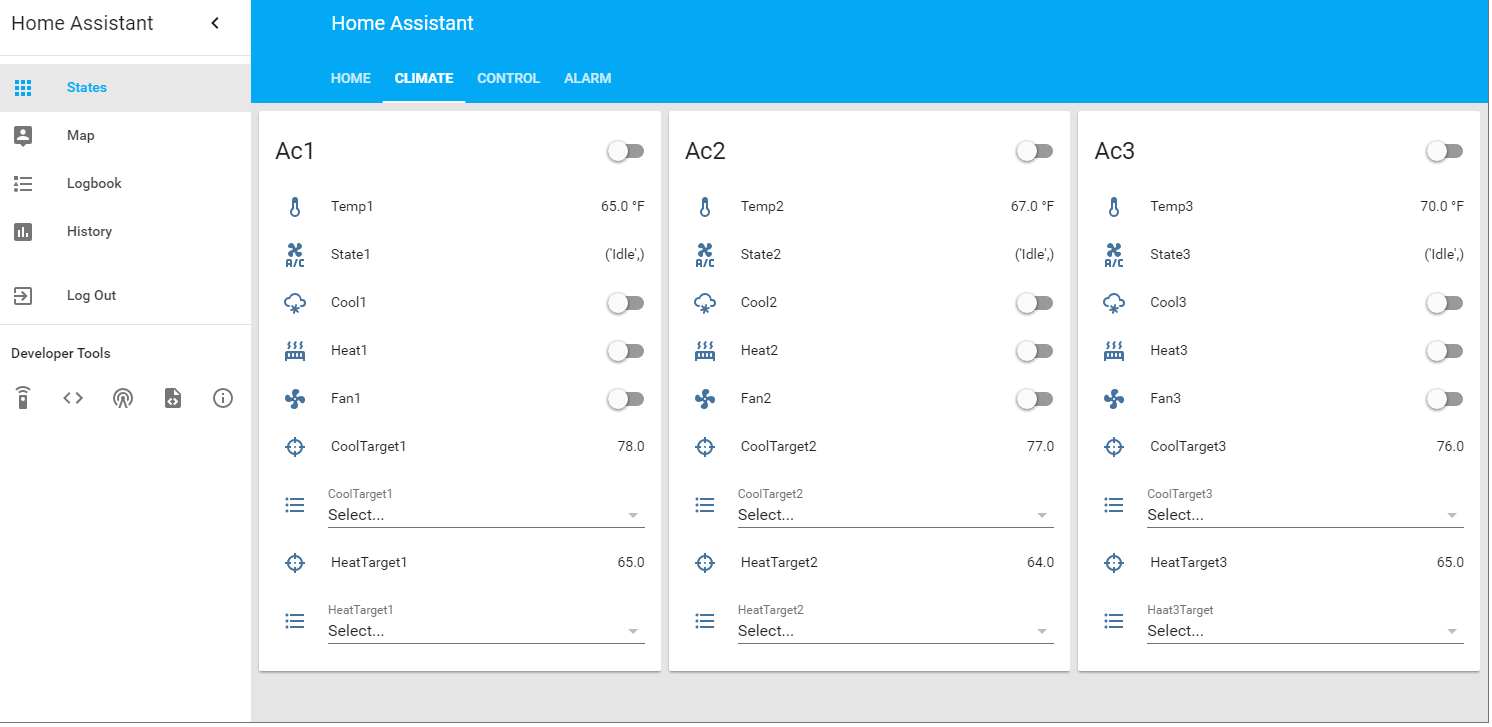 Home Assistant
States
Map
Logbook
History
Log Out
Developer Tools
Home Assistant
HOME CLIMATE CONTROL ALARM
Ac1
Temp1 65.0 °F
A/C State1 ('Idle',)
Cool1
Heat1
Fan1
CoolTarget1 78.0
CoolTarget1
Select...
HeatTarget1 65.0
HeatTarget1
Select...
Ac2
Temp2 67.0 °F
A/C State2 ('Idle',)
Cool2
Heat2
Fan2
CoolTarget2 77.0
CoolTarget2
Select...
HeatTarget2 64.0
HeatTarget2
Select...
Ac3
Temp3 70.0 °F
A/C State3 ('Idle',)
Cool3
Heat3
Fan3
CoolTarget3 76.0
CoolTarget3
Select...
HeatTarget3 65.0
Haat3Target
Select...